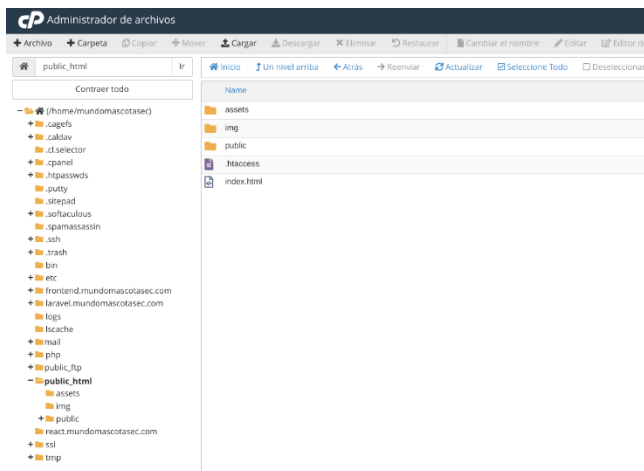 cP Administrador de archivos
Archivo Carpeta Copiar Mover Cargar Descargar Eliminar Restaurar Cambiar el nombre Editar Editor de
public_html Ir Inicio Un nivel arriba Atrás Reenviar Actualizar Seleccione Todo Deseleccionar
Contraer todo
Name
(/home/mundomascotasec)
.cagefs
.caldav
.cl.selector
.cpanel
.htpasswds
.putty
.sitepad
.softaculous
.spamassassin
.ssh
.trash
bin
etc
frontend.mundomascotasec.com
laravel.mundomascotasec.com
logs
lscache
mail
php
public_ftp
public_html
assets
img
public
react.mundomascotasec.com
ssl
tmp
assets
img
public
.htaccess
index.html